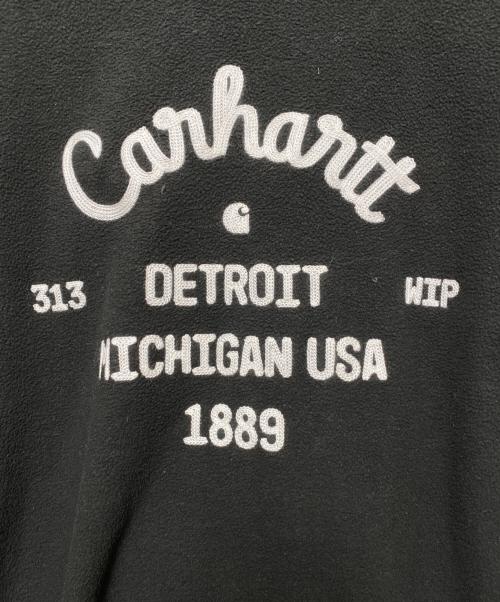 Carhartt
313 DETROIT WIP
MICHIGAN USA
1889